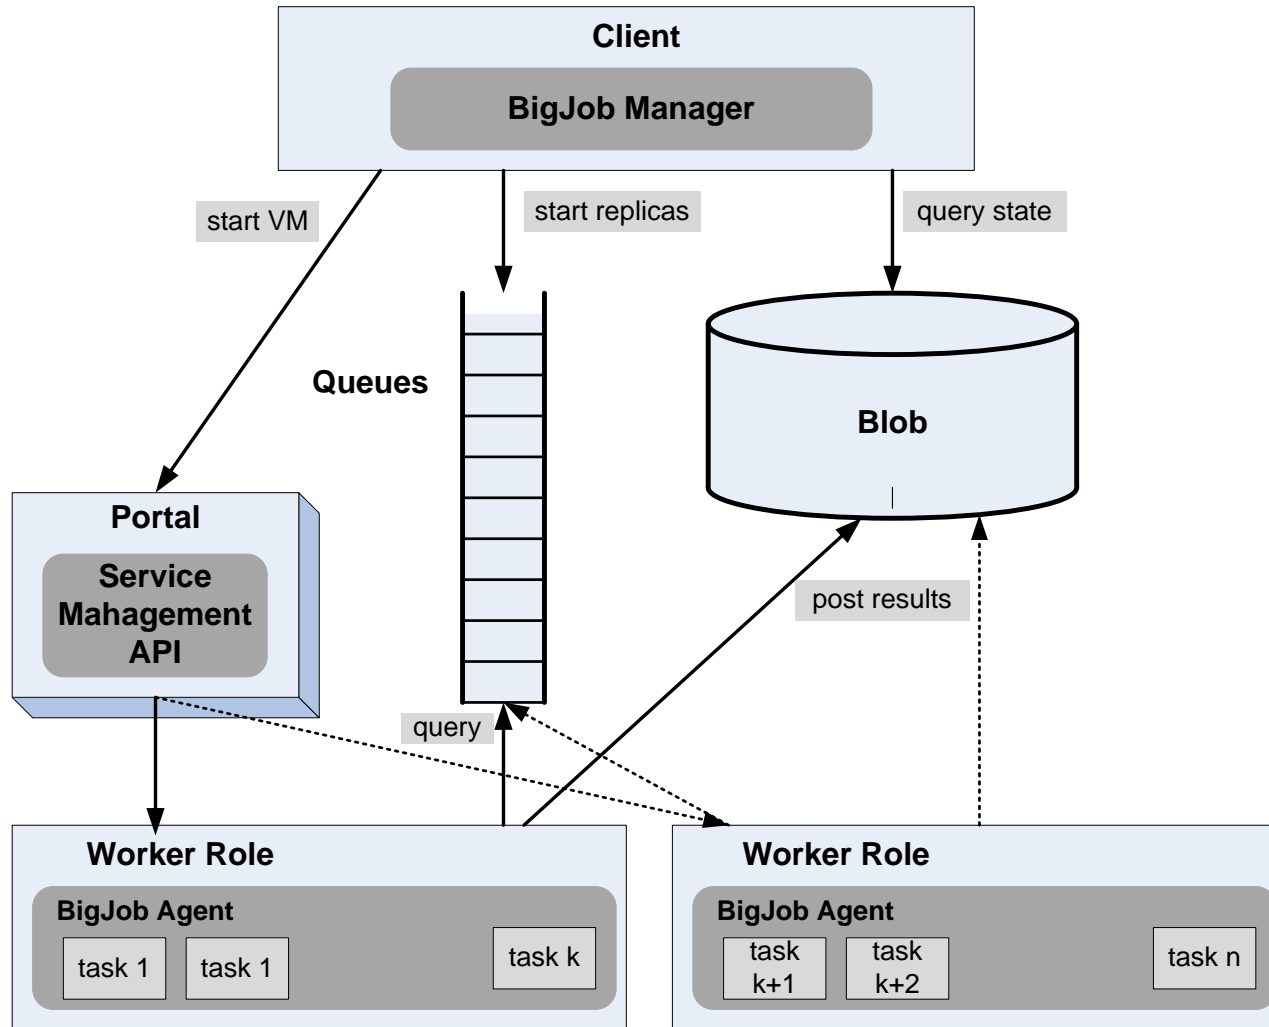 Client
BigJob Manager
start VM
start replicas
query state
Queues
Blob
Portal
Service
Mahagement
API
post results
query
Worker Role
BigJob Agent
task 1
task 1
task k
Worker Role
BigJob Agent
task
k+1
task
k+2
task n